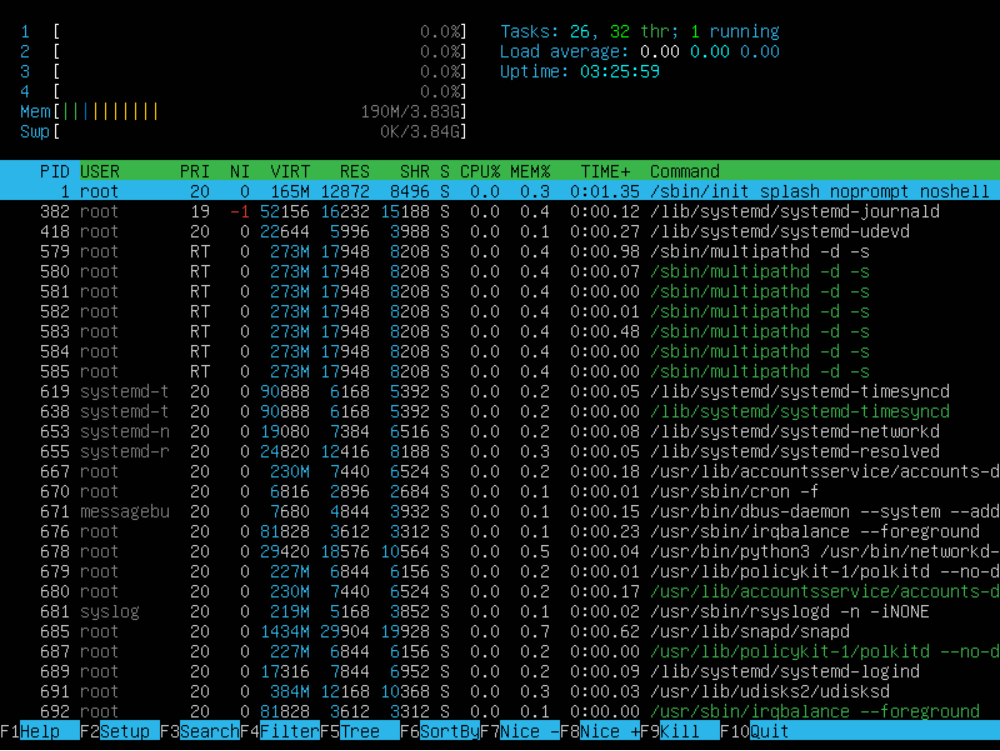 1 [ 0.0%] Tasks: 26, 32 thr; 1 running
2 [ 0.0%] Load average: 0.00 0.00 0.00
3 [ 0.0%] Uptime: 03:25:59
4 [ 0.0%]
Mem[||||||||||| 190M/3.83G]
Swp[ 0K/3.84G]
PID USER PRI NI VIRT RES SHR S CPU% MEM% TIME+ Command
1 root 20 0 165M 12872 8496 S 0.0 0.3 0:01.35 /sbin/init splash noprompt noshell
382 root 19 -1 52156 16232 15188 S 0.0 0.4 0:00.12 /lib/systemd/systemd-journald
418 root 20 0 22644 5996 3988 S 0.0 0.1 0:00.27 /lib/systemd/systemd-udevd
579 root RT 0 273M 17948 8208 S 0.0 0.4 0:00.98 /sbin/multipathd -d -s
580 root RT 0 273M 17948 8208 S 0.0 0.4 0:00.07 /sbin/multipathd -d -s
581 root RT 0 273M 17948 8208 S 0.0 0.4 0:00.00 /sbin/multipathd -d -s
582 root RT 0 273M 17948 8208 S 0.0 0.4 0:00.01 /sbin/multipathd -d -s
583 root RT 0 273M 17948 8208 S 0.0 0.4 0:00.48 /sbin/multipathd -d -s
584 root RT 0 273M 17948 8208 S 0.0 0.4 0:00.00 /sbin/multipathd -d -s
585 root RT 0 273M 17948 8208 S 0.0 0.4 0:00.00 /sbin/multipathd -d -s
619 systemd-t 20 0 90888 6168 5392 S 0.0 0.2 0:00.05 /lib/systemd/systemd-timesyncd
638 systemd-t 20 0 90888 6168 5392 S 0.0 0.2 0:00.00 /lib/systemd/systemd-timesyncd
653 systemd-n 20 0 19080 7384 6516 S 0.0 0.2 0:00.08 /lib/systemd/systemd-networkd
655 systemd-r 20 0 24820 12416 8188 S 0.0 0.3 0:00.05 /lib/systemd/systemd-resolved
667 root 20 0 230M 7440 6524 S 0.0 0.2 0:00.18 /usr/lib/accountsservice/accounts-d
670 root 20 0 6816 2896 2684 S 0.0 0.1 0:00.01 /usr/sbin/cron -f
671 messagebu 20 0 7680 4844 3932 S 0.0 0.1 0:00.15 /usr/bin/dbus-daemon --system --add
676 root 20 0 81828 3612 3312 S 0.0 0.1 0:00.23 /usr/sbin/irqbalance --foreground
678 root 20 0 29420 18576 10564 S 0.0 0.5 0:00.04 /usr/bin/python3 /usr/bin/networkd-
679 root 20 0 227M 6844 6156 S 0.0 0.2 0:00.01 /usr/lib/policykit-1/polkitd --no-d
680 root 20 0 230M 7440 6524 S 0.0 0.2 0:00.17 /usr/lib/accountsservice/accounts-d
681 syslog 20 0 219M 5168 3852 S 0.0 0.1 0:00.02 /usr/sbin/rsyslogd -n -iNONE
685 root 20 0 1434M 29904 19928 S 0.0 0.7 0:00.62 /usr/lib/snapd/snapd
687 root 20 0 227M 6844 6156 S 0.0 0.2 0:00.00 /usr/lib/policykit-1/polkitd --no-d
689 root 20 0 17316 7844 6952 S 0.0 0.2 0:00.09 /lib/systemd/systemd-logind
691 root 20 0 384M 12168 10368 S 0.0 0.3 0:00.03 /usr/lib/udisks2/udisksd
692 root 20 0 81828 3612 3312 S 0.0 0.1 0:00.00 /usr/sbin/irqbalance --foreground
F1Help F2Setup F3SearchF4FilterF5Tree F6SortByF7Nice -F8Nice +F9Kill F10Quit